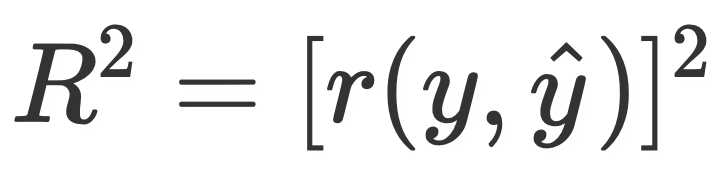 R² = [r(y, ŷ)]²